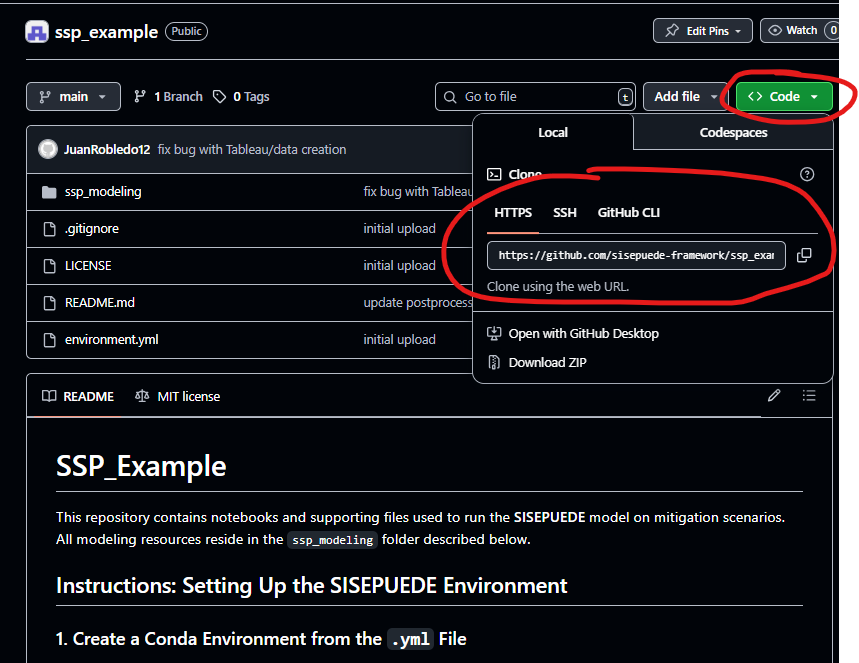 ssp_example Public Edit Pins Watch 0
main 1 Branch 0 Tags Go to file t Add file <> Code
Local Codespaces
JuanRobledo12 fix bug with Tableau/data creation
Clone
ssp_modeling fix bug with Tableau
HTTPS SSH GitHub CLI
.gitignore initial upload
https://github.com/sisepuede-framework/ssp_exar
LICENSE initial upload
Clone using the web URL.
README.md update postprocess
Open with GitHub Desktop
environment.yml initial upload
Download ZIP
README MIT license
SSP_Example
This repository contains notebooks and supporting files used to run the SISEPUEDE model on mitigation scenarios.
All modeling resources reside in the ssp_modeling folder described below.
Instructions: Setting Up the SISEPUEDE Environment
1. Create a Conda Environment from the .yml File